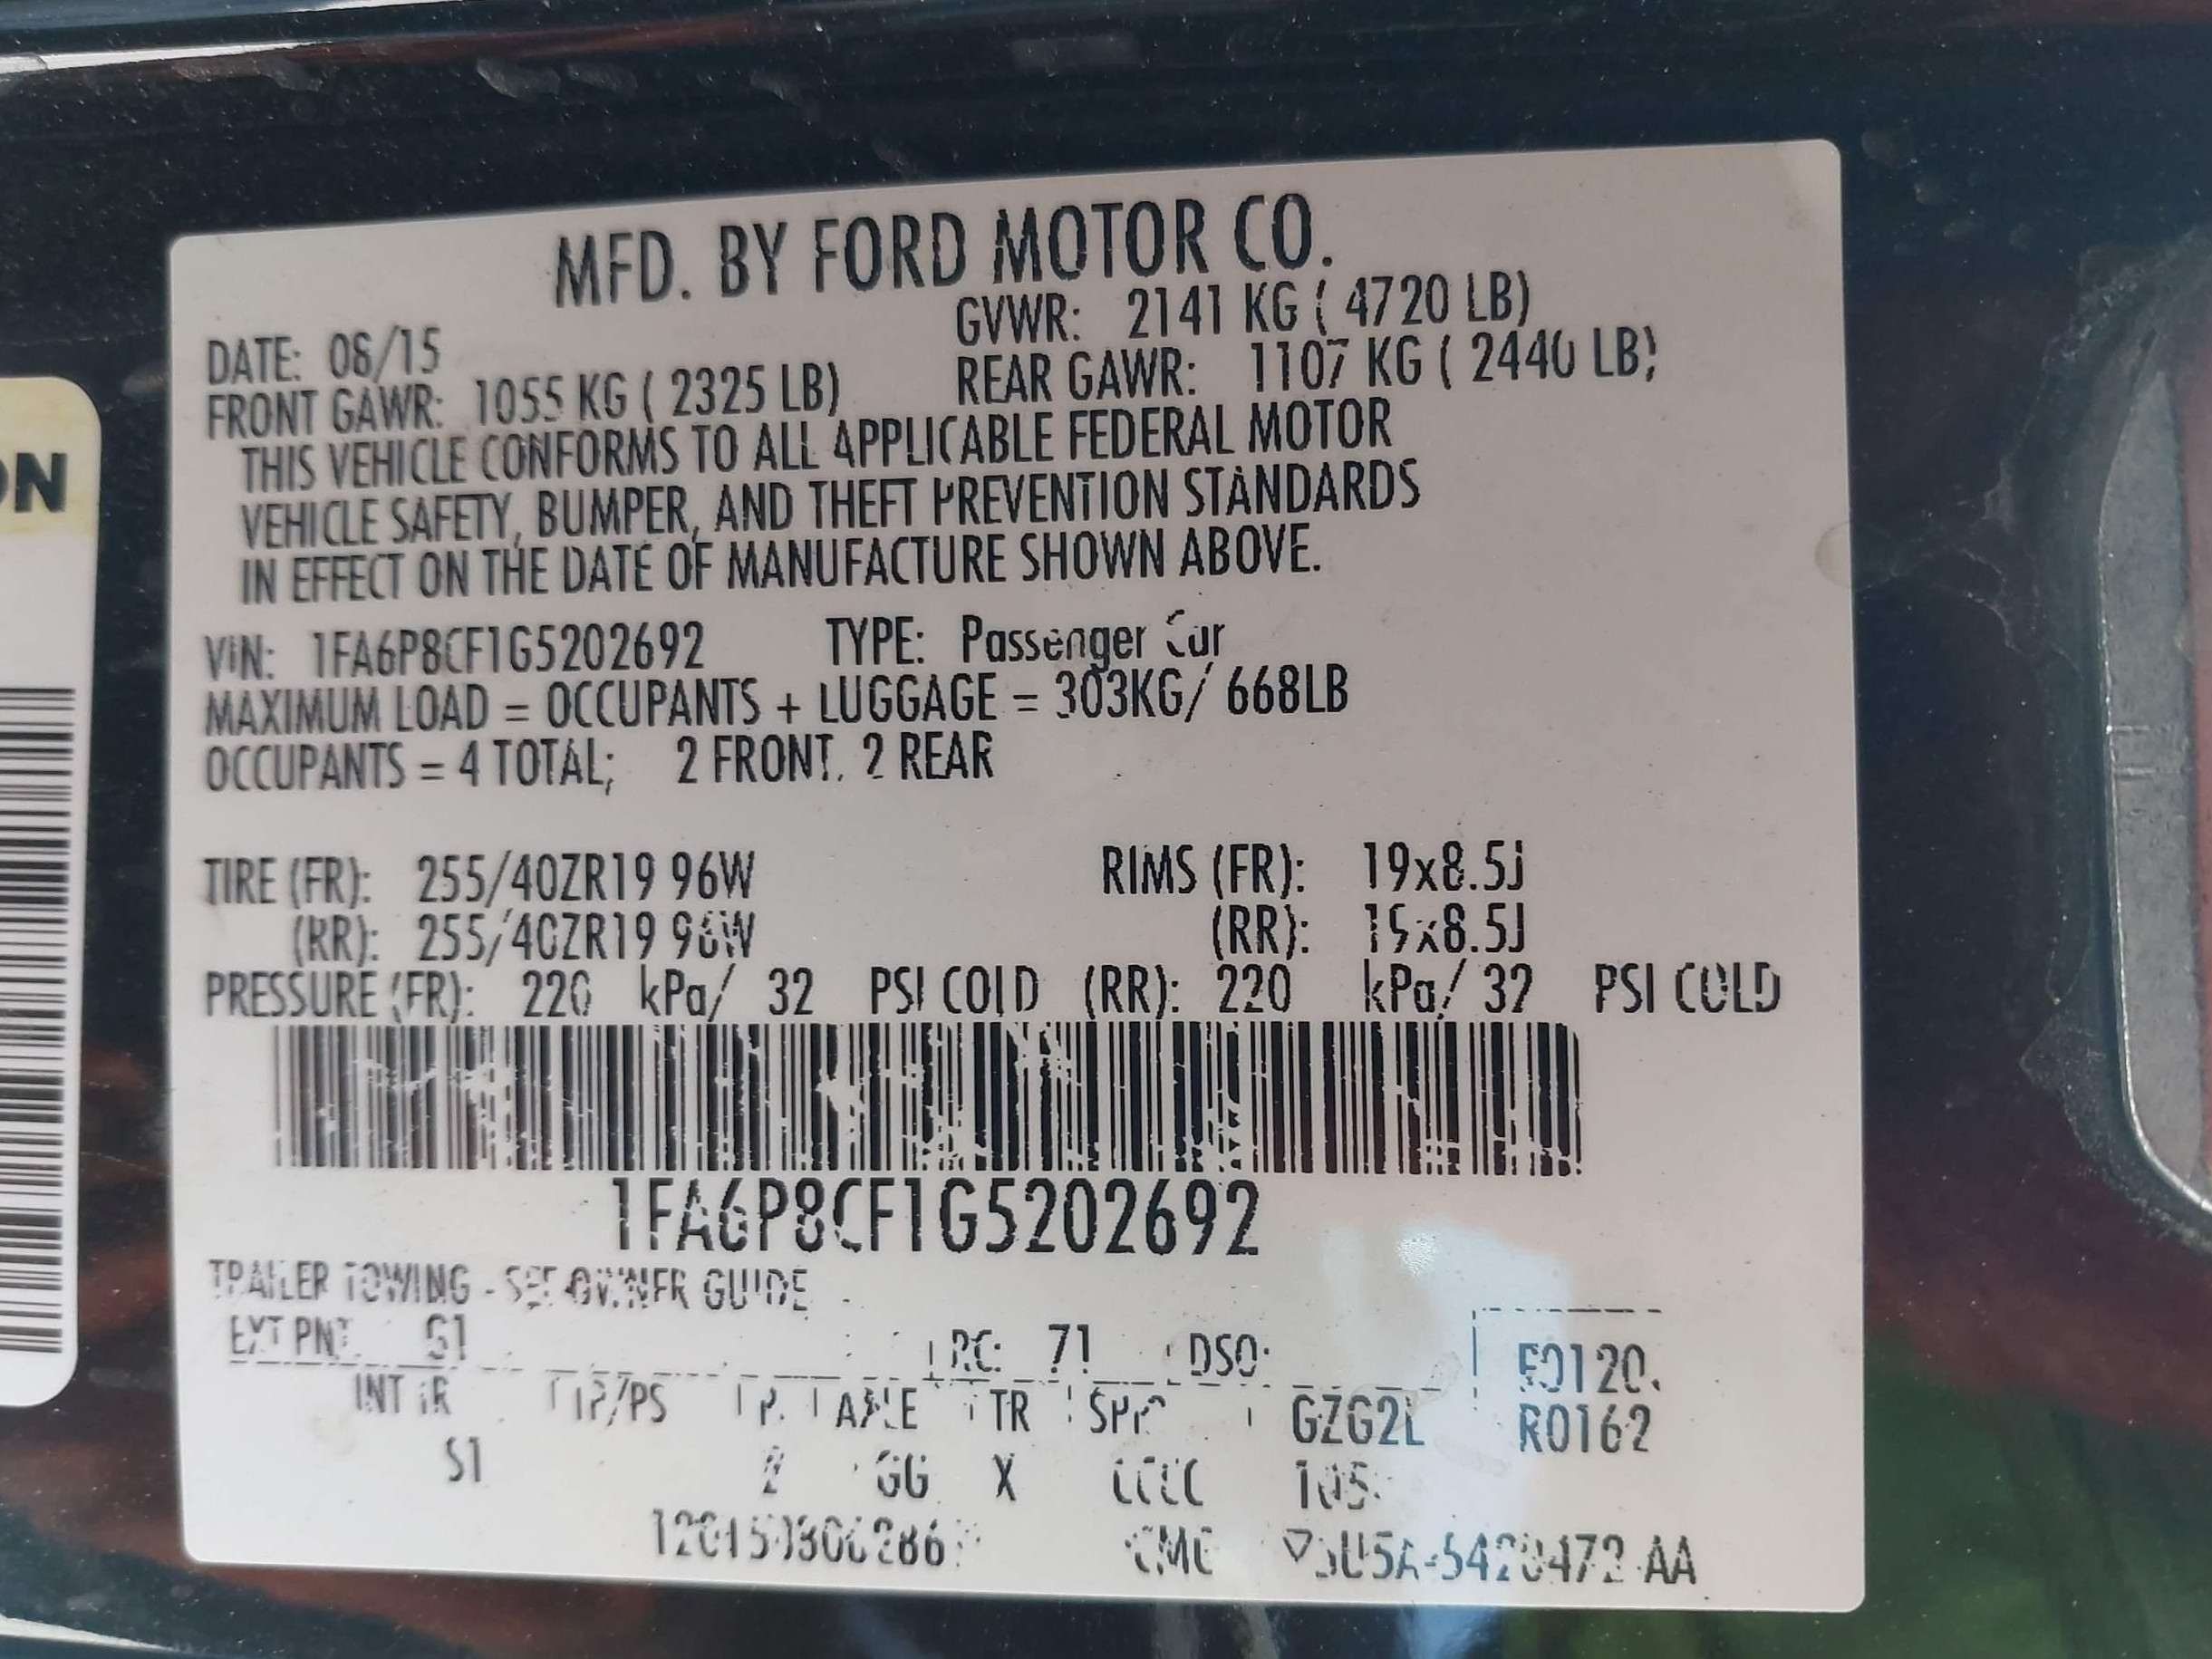 MFD. BY FORD MOTOR CO.
DATE: 08/15 GVWR: 2141 KG ( 4720 LB)
FRONT GAWR: 1055 KG ( 2325 LB) REAR GAWR: 1107 KG ( 2440 LB)
THIS VEHICLE CONFORMS TO ALL APPLICABLE FEDERAL MOTOR
VEHICLE SAFETY, BUMPER, AND THEFT PREVENTION STANDARDS
IN EFFECT ON THE DATE OF MANUFACTURE SHOWN ABOVE.
VIN: 1FA6P8CF1G5202692 TYPE: Passenger Car
MAXIMUM LOAD = OCCUPANTS + LUGGAGE = 303KG/ 668LB
OCCUPANTS = 4 TOTAL; 2 FRONT, 2 REAR
TIRE (FR): 255/40ZR19 96W RIMS (FR): 19x8.5J
(RR): 255/40ZR19 96W (RR): 19x8.5J
PRESSURE (FR): 220 kPa/ 32 PSI COLD (RR): 220 kPa/ 32 PSI COLD
1FA6P8CF1G5202692
TRAILER TOWING - SEE OWNER GUIDE
EXT PNT: G1 RC: 71 DSO:
INT TR TP/PS R AXLE TR SPR GZG2L R0162
S1 GG X
AA